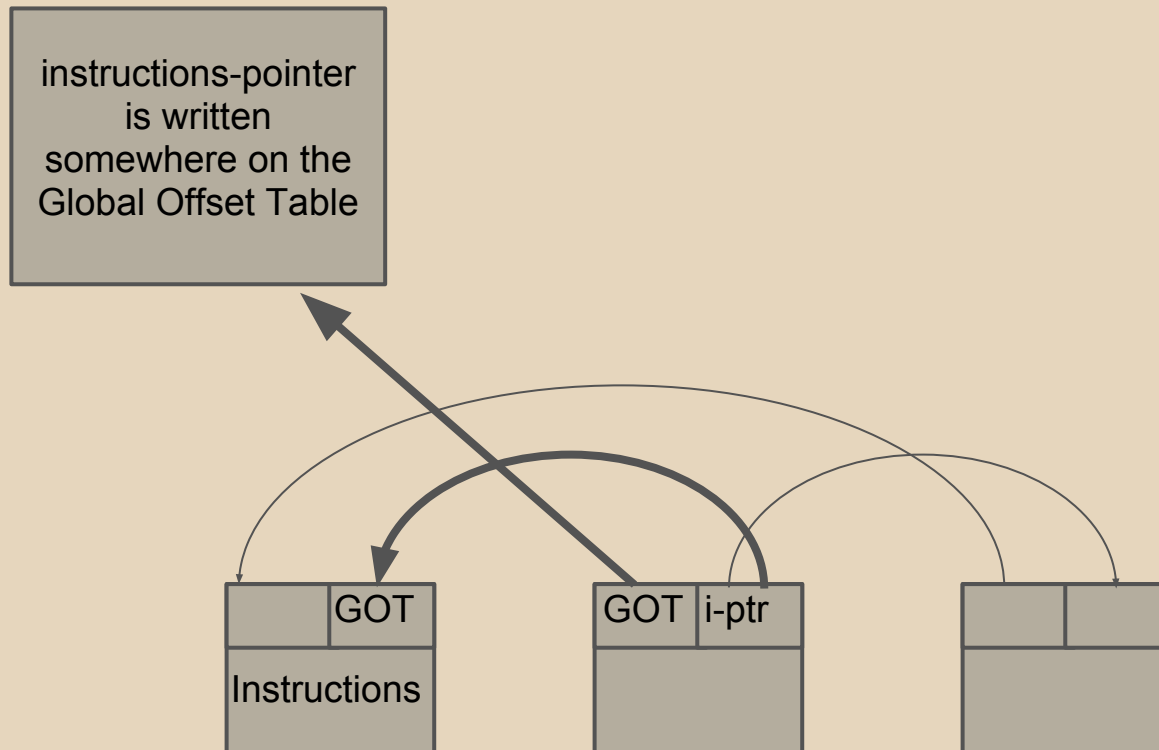 instructions-pointer
is written
somewhere on the
Global Offset Table
GOT
GOT i-ptr
Instructions